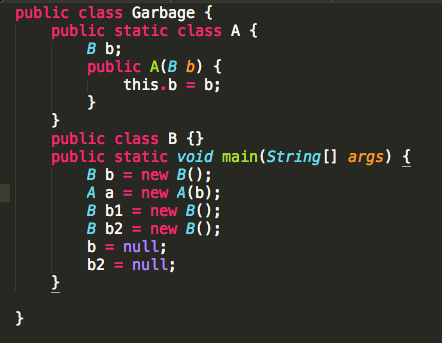 public class Garbage {
    public static class A {
        B b;
        public A(B b) {
            this.b = b;
        }
    }
    public class B {}
    public static void main(String[] args) {
        B b = new B();
        A a = new A(b);
        B b1 = new B();
        B b2 = new B();
        b = null;
        b2 = null;
    }
}